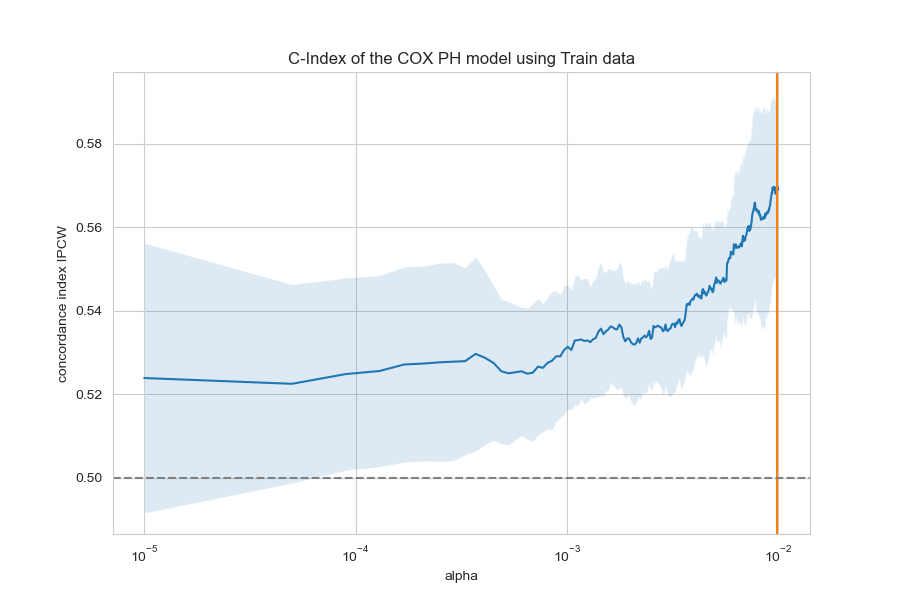 C-Index of the COX PH model using Train data
concordance index IPCW
0.58
0.56
0.54
0.52
0.50
10⁻⁵ 10⁻⁴ 10⁻³ 10⁻²
alpha